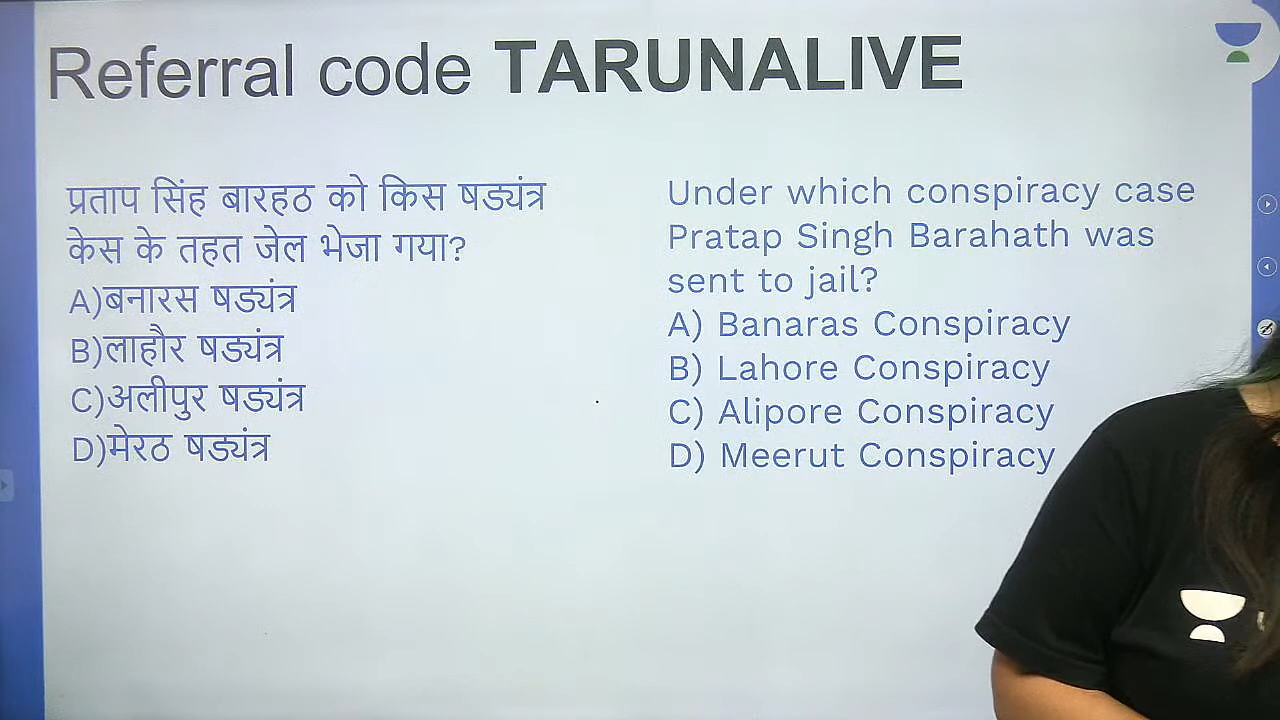 Referral code TARUNALIVE
प्रताप सिंह बारहठ को किस षड्यंत्र
केस के तहत जेल भेजा गया?
A)बनारस षड्यंत्र
B)लाहौर षड्यंत्र
C)अलीपुर षड्यंत्र
D)मेरठ षड्यंत्र
Under which conspiracy case
Pratap Singh Barahath was
sent to jail?
A) Banaras Conspiracy
B) Lahore Conspiracy
C) Alipore Conspiracy
D) Meerut Conspiracy